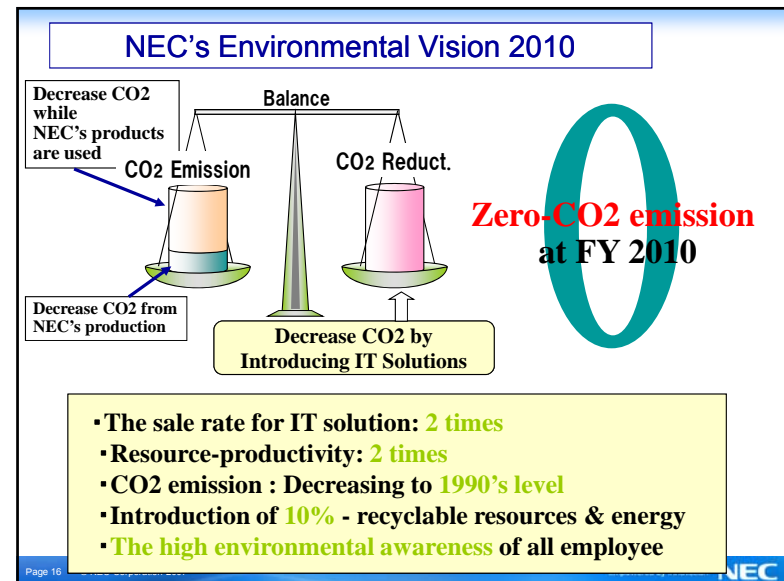 NEC's Environmental Vision 2010
Decrease CO2
while
NEC's products
are used
Balance
CO2 Emission
CO2 Reduct.
Zero-CO2 emission
at FY 2010
Decrease CO2 from
NEC's production
Decrease CO2 by
Introducing IT Solutions
・The sale rate for IT solution: 2 times
・Resource-productivity: 2 times
・CO2 emission : Decreasing to 1990's level
・Introduction of 10% - recyclable resources & energy
・The high environmental awareness of all employee
Page 16
NEC